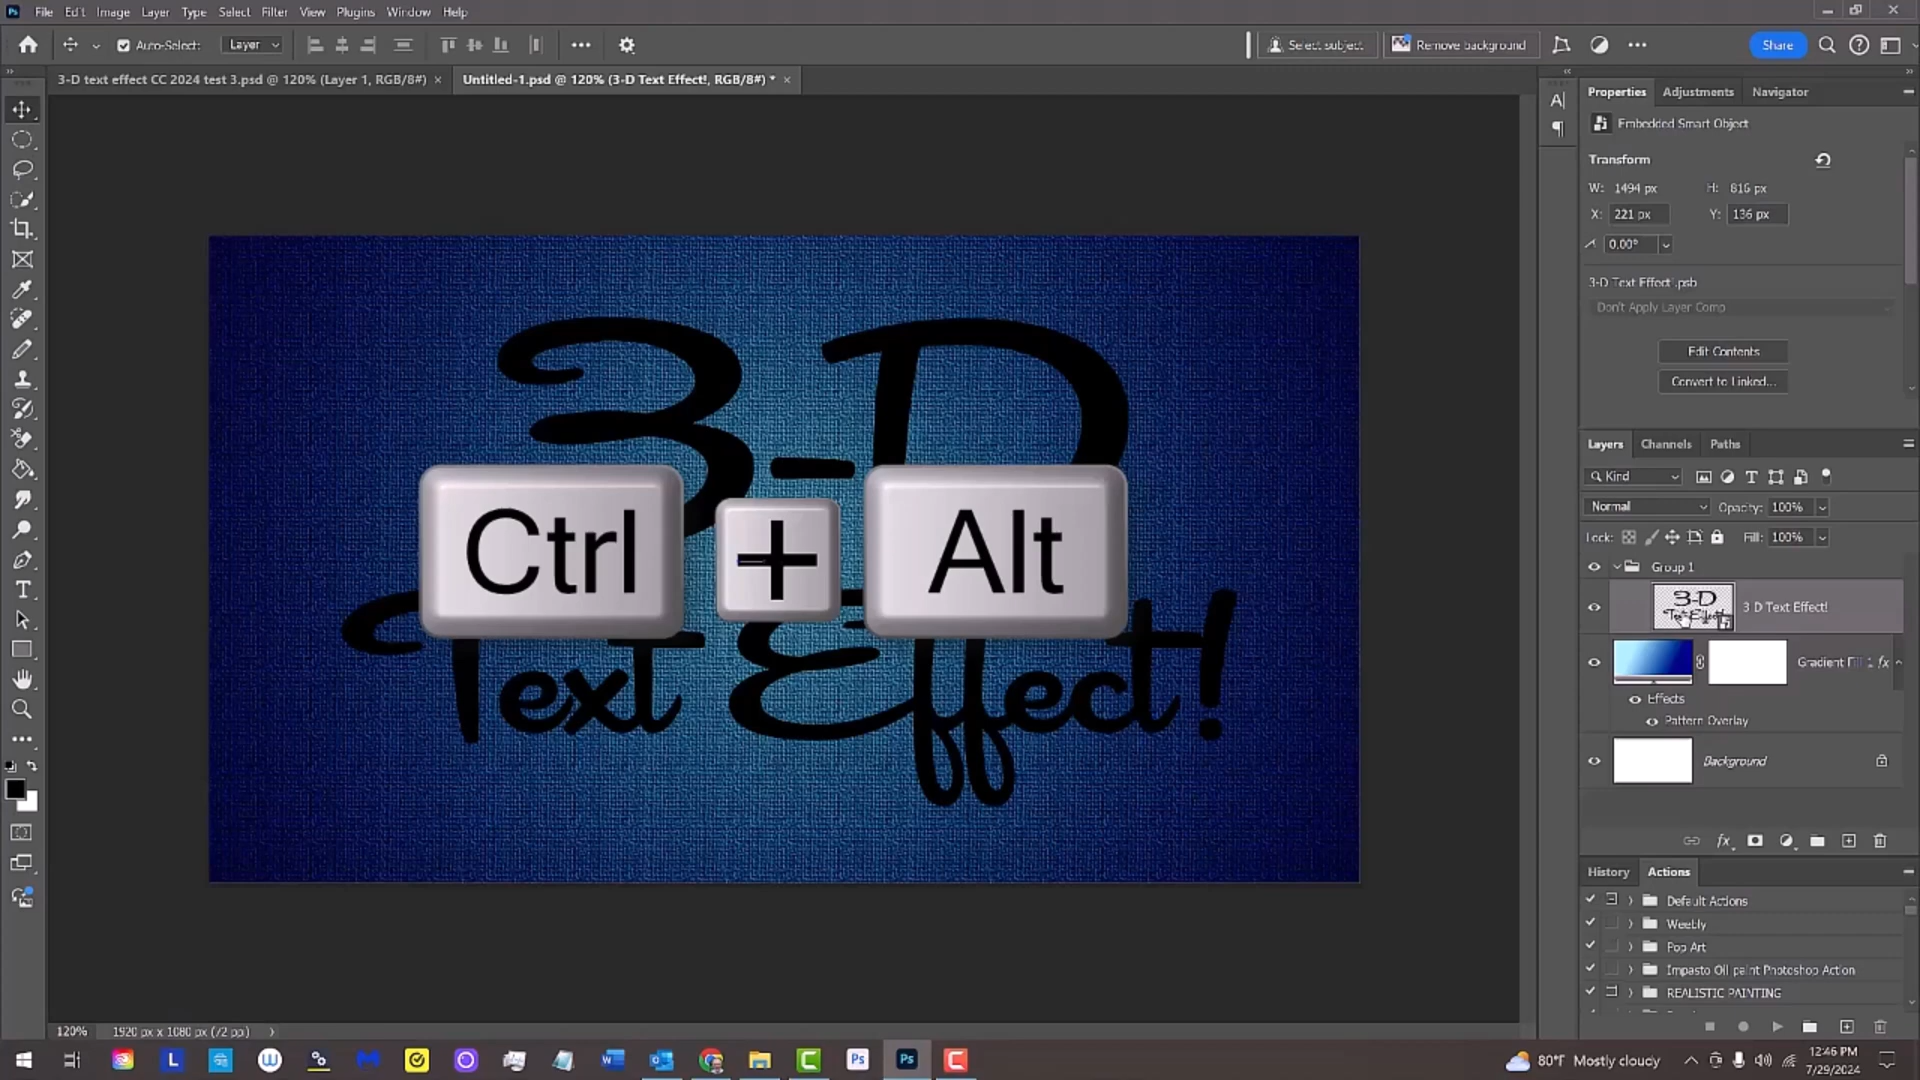 Ps File Edit Image Layer Type Select Filter View Plugins Window Help
Auto-Select: Layer Select subject Remove background Share
3-D text effect CC 2024 test 3.psd @ 120% (Layer 1, RGB/8#) × Untitled-1.psd @ 120% (3-D Text Effect!, RGB/8#) * ×
Properties Adjustments Navigator
Embedded Smart Object
Transform
W: 1494 px H: 816 px
X: 221 px Y: 136 px
0.00°
3-D Text Effect!.psb
Don't Apply Layer Comp
Edit Contents
Convert to Linked...
3-D
Ctrl + Alt
Text Effect!
Layers Channels Paths
Kind
Normal Opacity: 100%
Lock: Fill: 100%
Group 1
3-D
Text Effect!
3 D Text Effect!
Gradient Fill 1 fx
Effects
Pattern Overlay
Background
fx
History Actions
Default Actions
Weebly
Pop Art
Impasto Oil paint Photoshop Action
REALISTIC PAINTING
120% 1920 px x 1080 px (72 ppi)
80°F Mostly cloudy
12:46 PM
7/29/2024